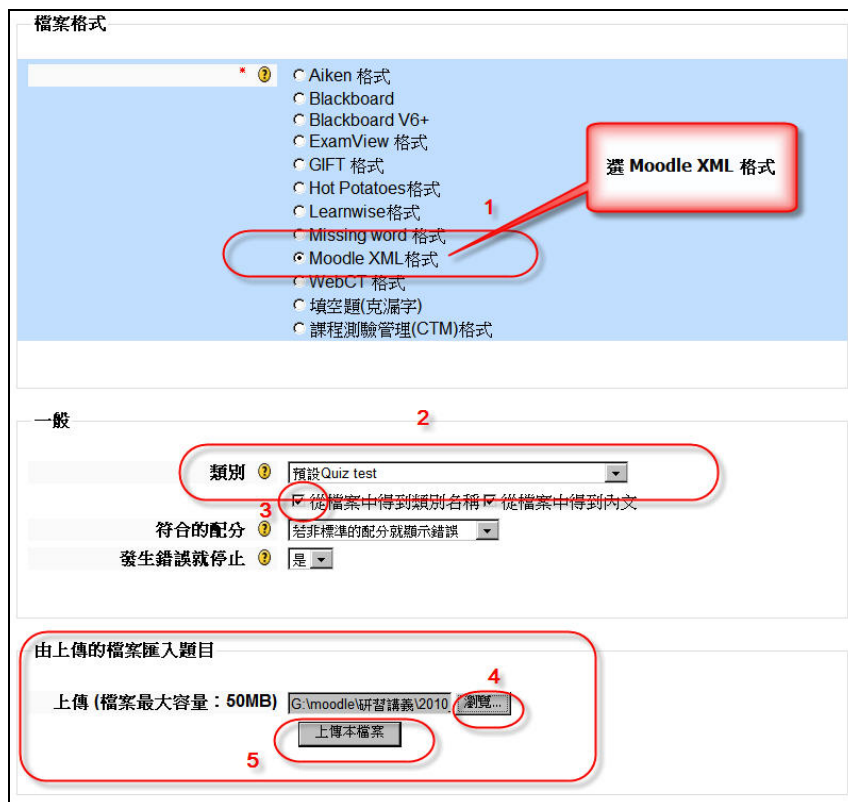 檔案格式
*
Aiken 格式
Blackboard
Blackboard V6+
ExamView 格式
GIFT 格式
Hot Potatoes格式
Learnwise格式
Missing word 格式
Moodle XML格式
WebCT 格式
填空題(克漏字)
課程測驗管理(CTM)格式
1
選 Moodle XML 格式
一般
2
類別 預設Quiz test
3 從檔案中得到類別名稱 從檔案中得到內文
符合的配分 若非標準的配分就顯示錯誤
發生錯誤就停止 是
由上傳的檔案匯入題目
4
上傳 (檔案最大容量：50MB) G:\moodle\研習講義\2010 瀏覽...
上傳本檔案
5